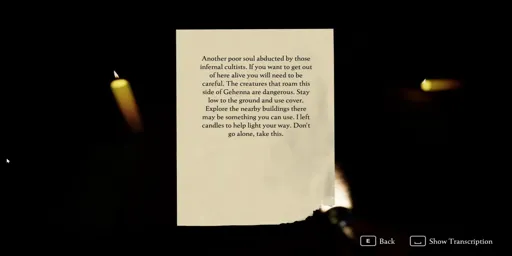 Another poor soul abducted by those
infernal cultists. If you want to get out
of here alive you will need to be
careful. The creatures that roam this
side of Gehenna are dangerous. Stay
low to the ground and use cover.
Explore the nearby buildings there
may be something you can use. I left
candles to help light your way. Don't
go alone, take this.
E Back
Show Transcription